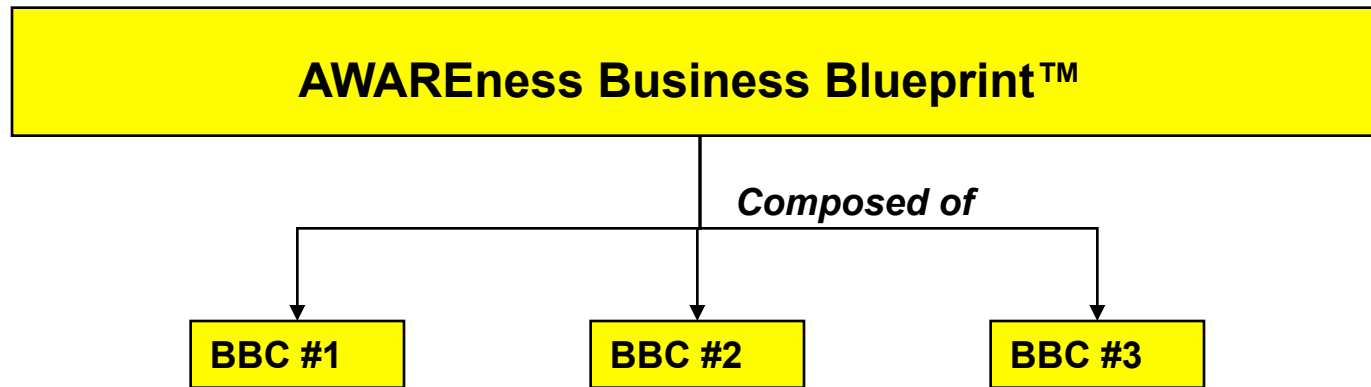 AWAREness Business Blueprint™
Composed of
BBC #1
BBC #2
BBC #3